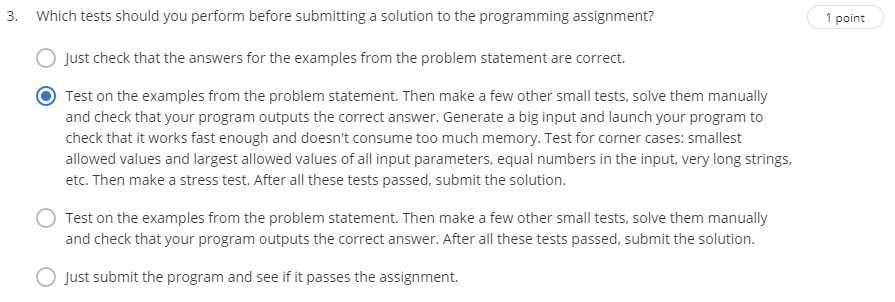 3. Which tests should you perform before submitting a solution to the programming assignment?
1 point
Just check that the answers for the examples from the problem statement are correct.
Test on the examples from the problem statement. Then make a few other small tests, solve them manually
and check that your program outputs the correct answer. Generate a big input and launch your program to
check that it works fast enough and doesn't consume too much memory. Test for corner cases: smallest
allowed values and largest allowed values of all input parameters, equal numbers in the input, very long strings,
etc. Then make a stress test. After all these tests passed, submit the solution.
Test on the examples from the problem statement. Then make a few other small tests, solve them manually
and check that your program outputs the correct answer. After all these tests passed, submit the solution.
Just submit the program and see if it passes the assignment.